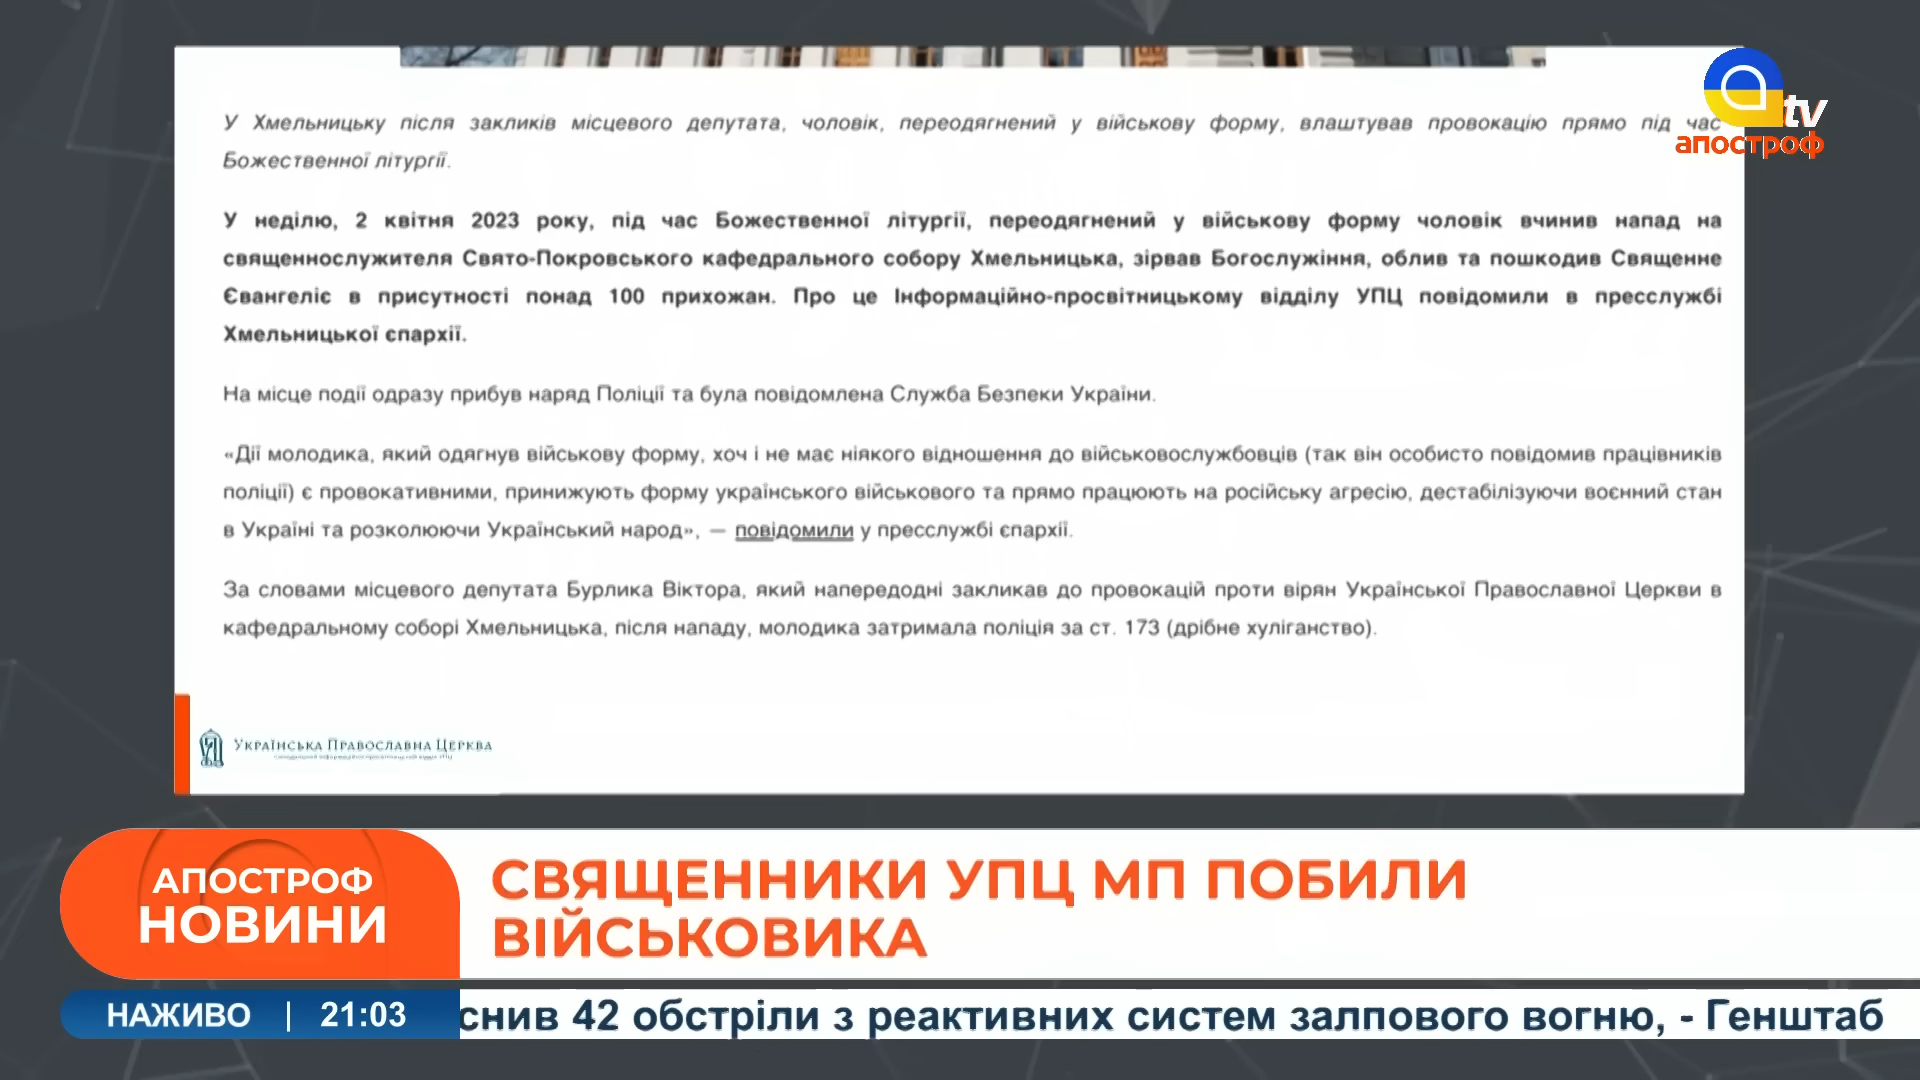 У Хмельницьку після закликів місцевого депутата, чоловік, переодягнений у військову форму, влаштував провокацію прямо під час
Божественної літургії.
У неділю, 2 квітня 2023 року, під час Божественної літургії, переодягнений у військову форму чоловік вчинив напад на
священнослужителя Свято-Покровського кафедрального собору Хмельницька, зірвав Богослужіння, облив та пошкодив Священне
Євангеліє в присутності понад 100 прихожан. Про це Інформаційно-просвітницькому відділу УПЦ повідомили в пресслужбі
Хмельницької єпархії.
На місце події одразу прибув наряд Поліції та була повідомлена Служба Безпеки України.
«Дії молодика, який одягнув військову форму, хоч і не має ніякого відношення до військовослужбовців (так він особисто повідомив працівників
поліції) є провокативними, принижують форму українського військового та прямо працюють на російську агресію, дестабілізуючи воєнний стан
в Україні та розколюючи Український народ», — повідомили у пресслужбі єпархії.
За словами місцевого депутата Бурлика Віктора, який напередодні закликав до провокацій проти вірян Української Православної Церкви в
кафедральному соборі Хмельницька, після нападу, молодика затримала поліція за ст. 173 (дрібне хуліганство).
Українська Православна Церква
tv
апостроф
АПОСТРОФ
НОВИНИ
СВЯЩЕННИКИ УПЦ МП ПОБИЛИ
ВІЙСЬКОВИКА
НАЖИВО | 21:03
снив 42 обстріли з реактивних систем залпового вогню, - Генштаб